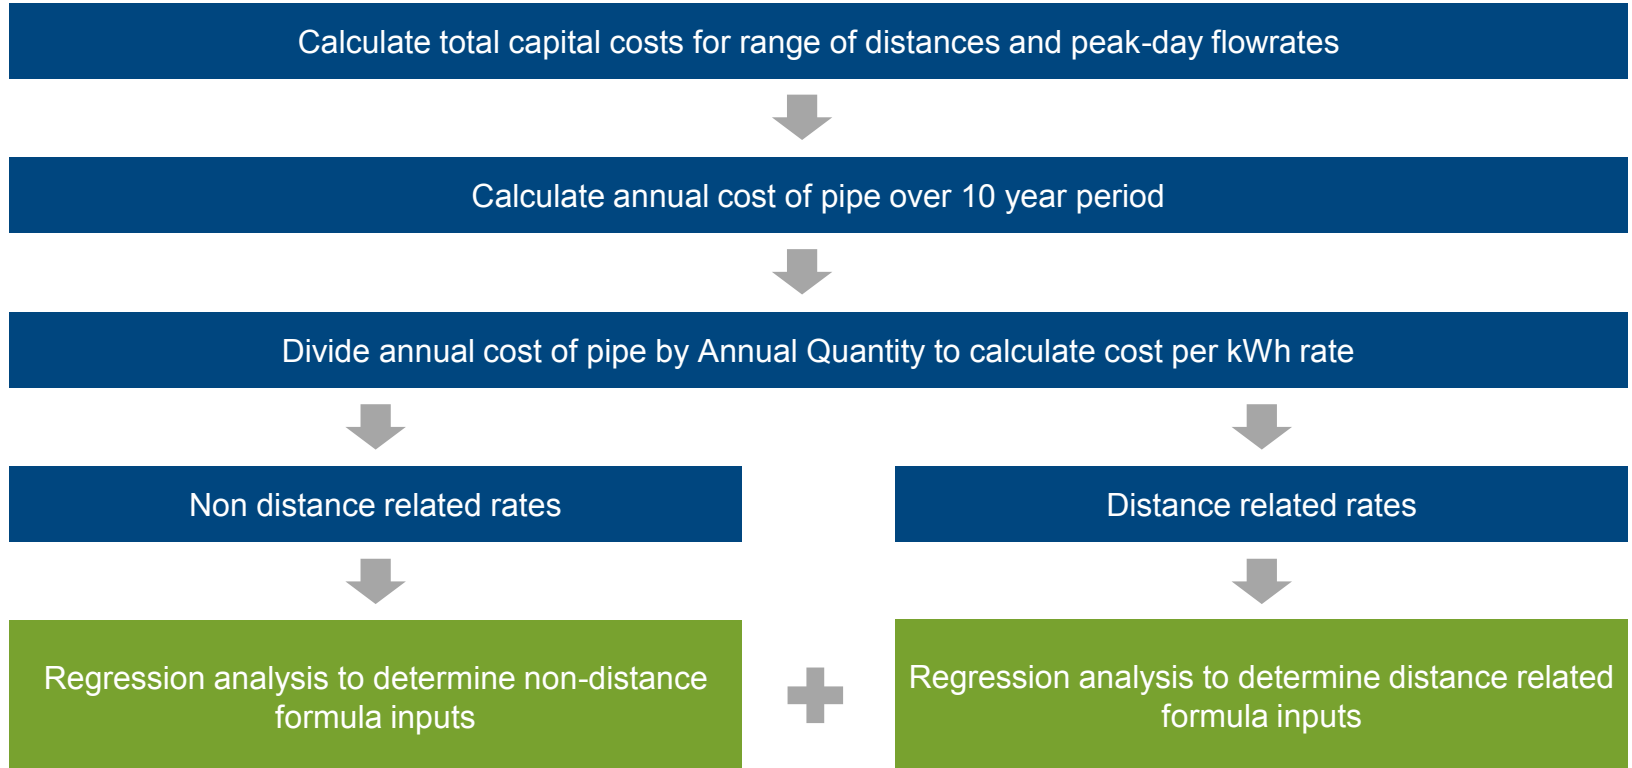 Calculate total capital costs for range of distances and peak-day flowrates
Calculate annual cost of pipe over 10 year period
Divide annual cost of pipe by Annual Quantity to calculate cost per kWh rate
Non distance related rates
Distance related rates
Regression analysis to determine non-distance
formula inputs
Regression analysis to determine distance related
formula inputs